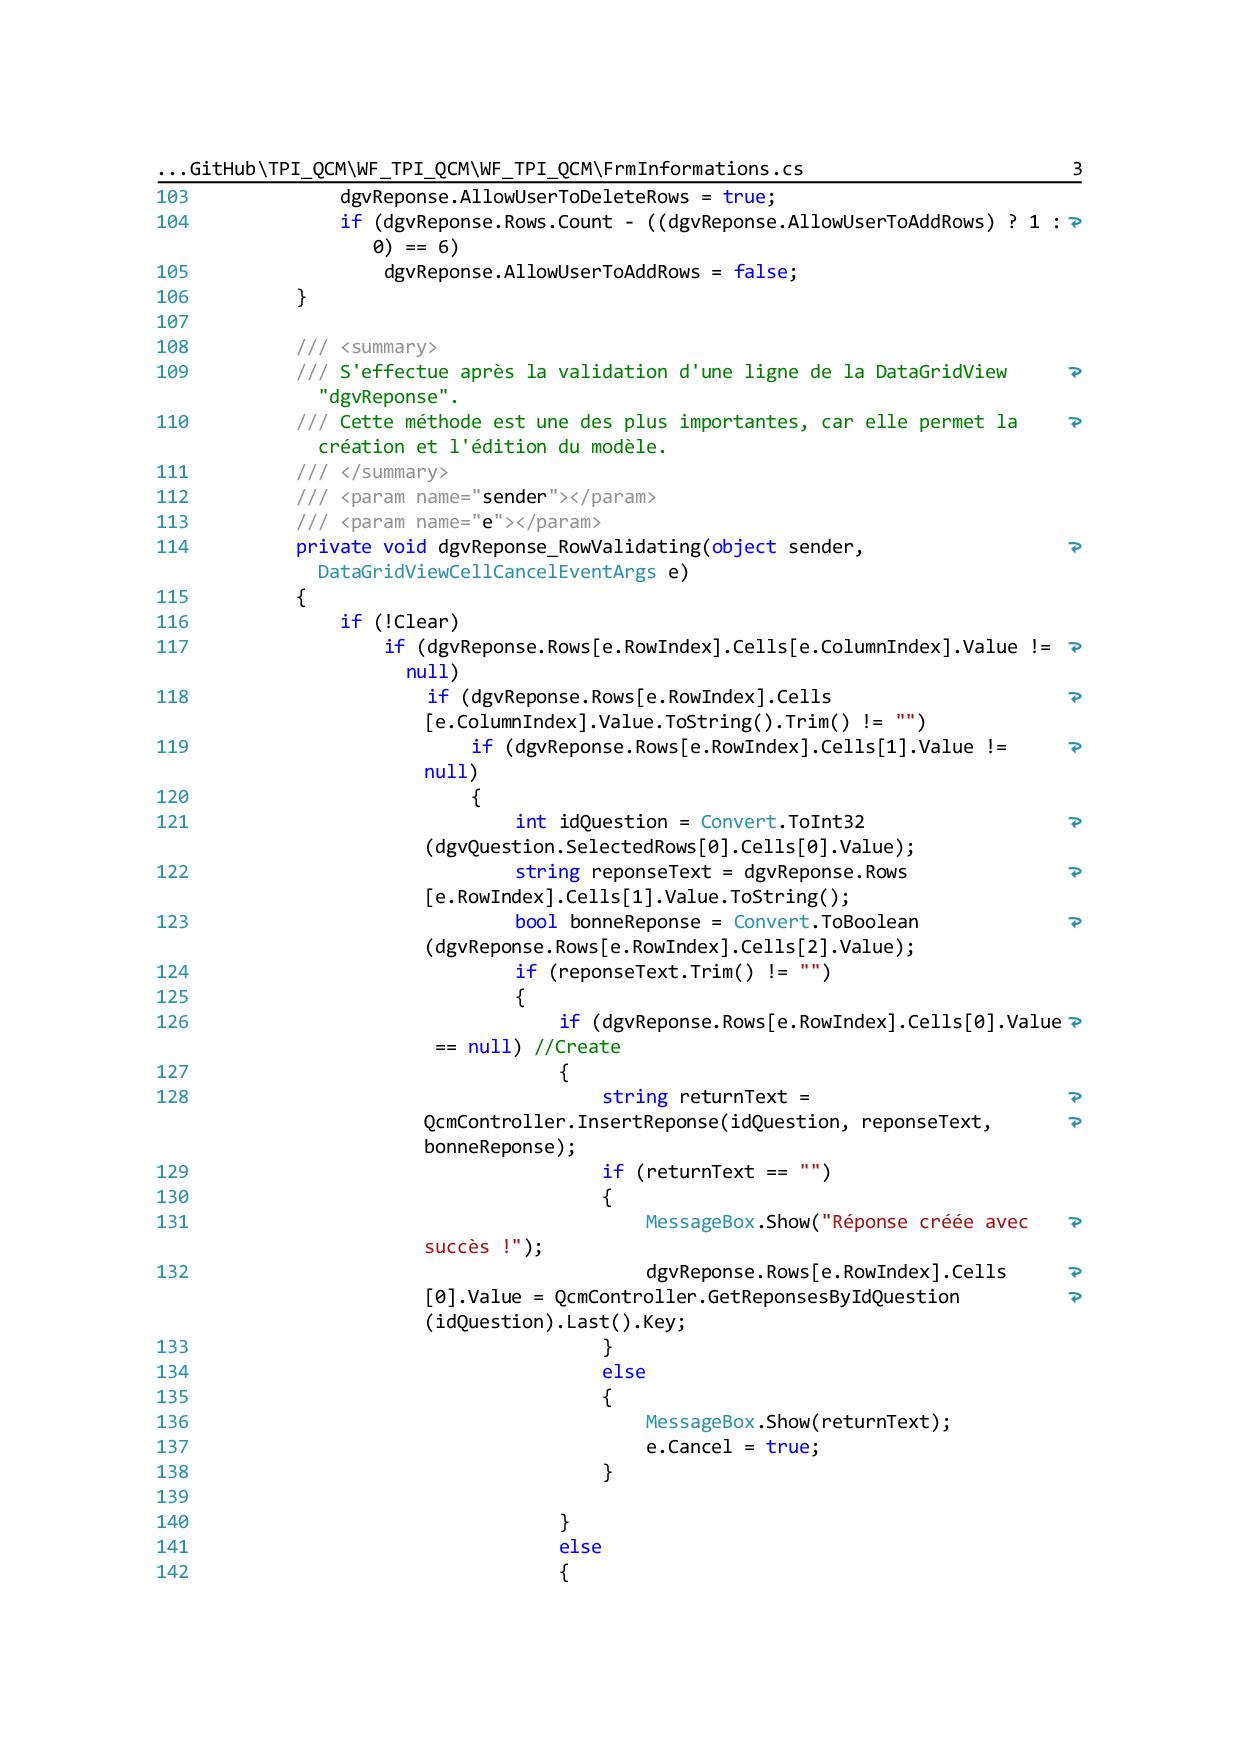 ...GitHub\TPI_QCM\WF_TPI_QCM\WF_TPI_QCM\FrmInformations.cs 3
103 dgvReponse.AllowUserToDeleteRows = true;
104 if (dgvReponse.Rows.Count - ((dgvReponse.AllowUserToAddRows) ? 1 :
0) == 6)
105 dgvReponse.AllowUserToAddRows = false;
106 }
107
108 /// <summary>
109 /// S'effectue après la validation d'une ligne de la DataGridView
"dgvReponse".
110 /// Cette méthode est une des plus importantes, car elle permet la
création et l'édition du modèle.
111 /// </summary>
112 /// <param name="sender"></param>
113 /// <param name="e"></param>
114 private void dgvReponse_RowValidating(object sender,
DataGridViewCellCancelEventArgs e)
115 {
116 if (!Clear)
117 if (dgvReponse.Rows[e.RowIndex].Cells[e.ColumnIndex].Value !=
null)
118 if (dgvReponse.Rows[e.RowIndex].Cells
[e.ColumnIndex].Value.ToString().Trim() != "")
119 if (dgvReponse.Rows[e.RowIndex].Cells[1].Value !=
null)
120 {
121 int idQuestion = Convert.ToInt32
(dgvQuestion.SelectedRows[0].Cells[0].Value);
122 string reponseText = dgvReponse.Rows
[e.RowIndex].Cells[1].Value.ToString();
123 bool bonneReponse = Convert.ToBoolean
(dgvReponse.Rows[e.RowIndex].Cells[2].Value);
124 if (reponseText.Trim() != "")
125 {
126 if (dgvReponse.Rows[e.RowIndex].Cells[0].Value
== null) //Create
127 {
128 string returnText =
QcmController.InsertReponse(idQuestion, reponseText,
bonneReponse);
129 if (returnText == "")
130 {
131 MessageBox.Show("Réponse créée avec
succès !");
132 dgvReponse.Rows[e.RowIndex].Cells
[0].Value = QcmController.GetReponsesByIdQuestion
(idQuestion).Last().Key;
133 }
134 else
135 {
136 MessageBox.Show(returnText);
137 e.Cancel = true;
138 }
139
140 }
141 else
142 {